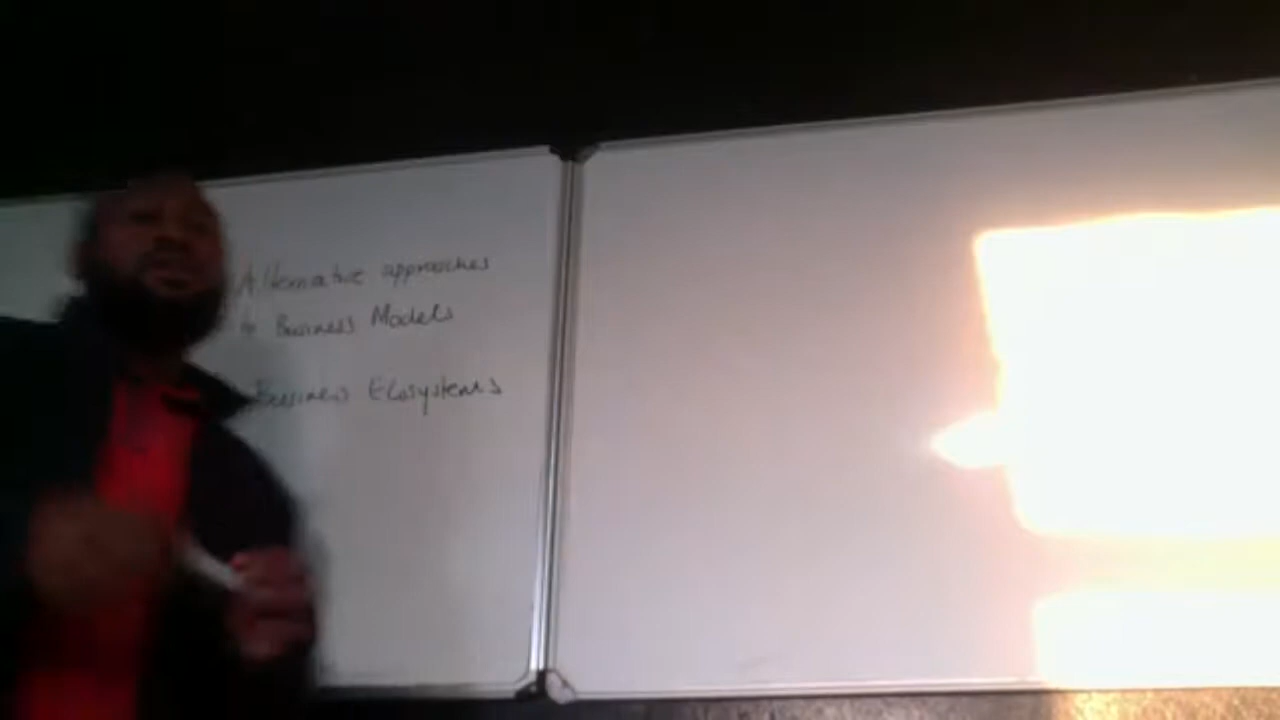 Alternative approaches
to Business Models
Business Ecosystems